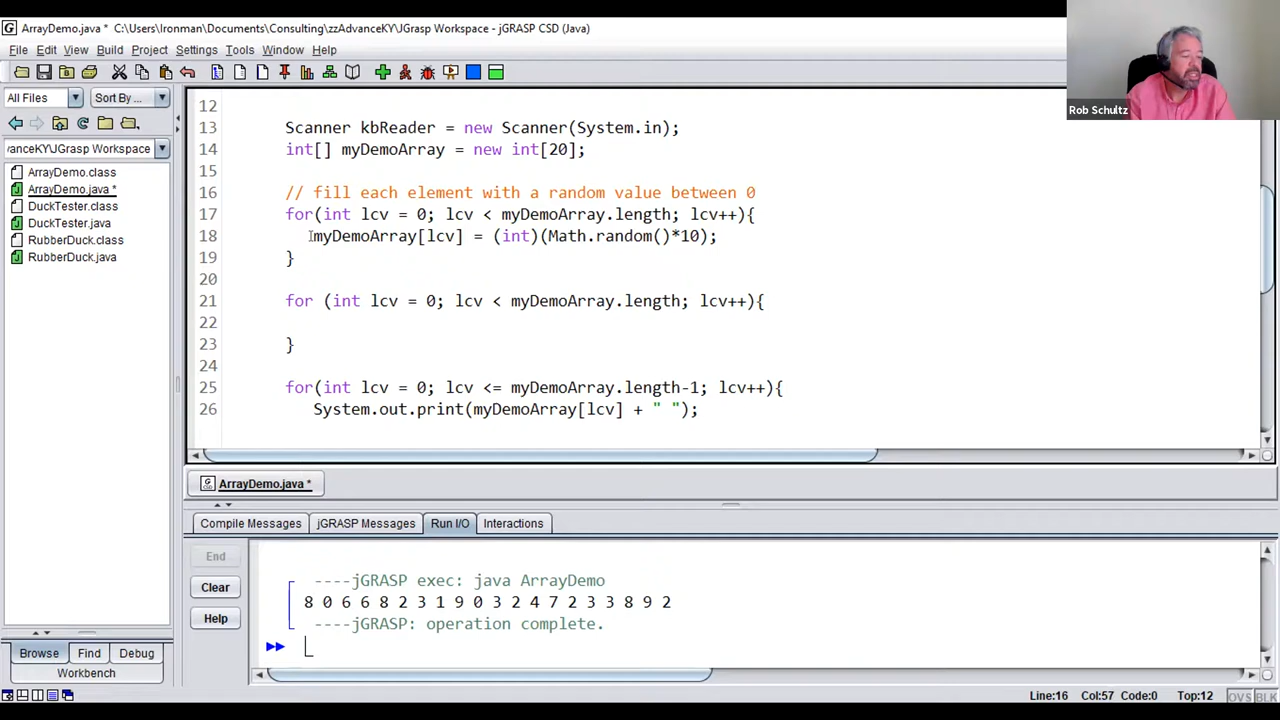 ArrayDemo.java * C:\Users\Ironman\Documents\Consulting\zzAdvanceKY\JGrasp Workspace - jGRASP CSD (Java)
File Edit View Build Project Settings Tools Window Help
All Files Sort By ...
vanceKY\JGrasp Workspace
ArrayDemo.class
ArrayDemo.java *
DuckTester.class
DuckTester.java
RubberDuck.class
RubberDuck.java
Browse Find Debug
Workbench
12
13 Scanner kbReader = new Scanner(System.in);
14 int[] myDemoArray = new int[20];
15
16 // fill each element with a random value between 0
17 for(int lcv = 0; lcv < myDemoArray.length; lcv++){
18 myDemoArray[lcv] = (int)(Math.random()*10);
19 }
20
21 for (int lcv = 0; lcv < myDemoArray.length; lcv++){
22
23 }
24
25 for(int lcv = 0; lcv <= myDemoArray.length-1; lcv++){
26 System.out.print(myDemoArray[lcv] + " ");
ArrayDemo.java *
Compile Messages jGRASP Messages Run I/O Interactions
End
Clear
Help
----jGRASP exec: java ArrayDemo
8 0 6 6 8 2 3 1 9 0 3 2 4 7 2 3 3 8 9 2
----jGRASP: operation complete.
Line:16 Col:57 Code:0 Top:12 OVS BLK
Rob Schultz